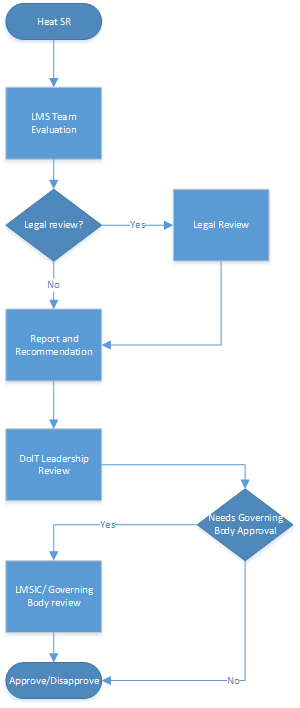 Heat SR
LMS Team
Evaluation
Legal review?
Yes
Legal Review
No
Report and
Recommendation
DoIT Leadership
Review
Needs Governing
Body Approval
Yes
LMSIC/ Governing
Body review
Approve/Disapprove
No